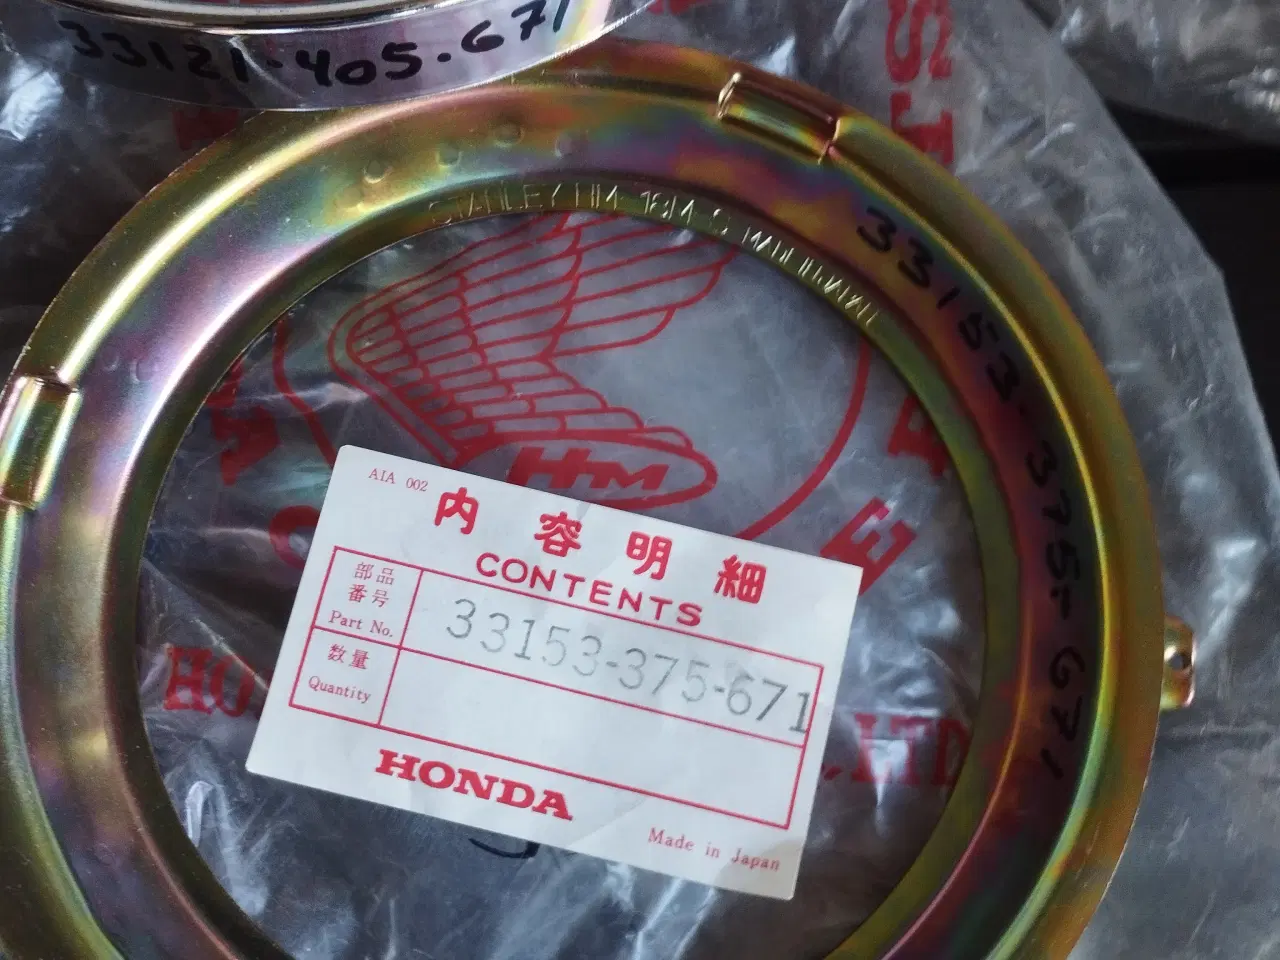 33121-405-671
STANLEY
33153-375-671
HM
AIA 002
内容明細
CONTENTS
部品
番号
Part No.
33153-375-671
数量
Quantity
HONDA
Made in Japan
HO
LTD